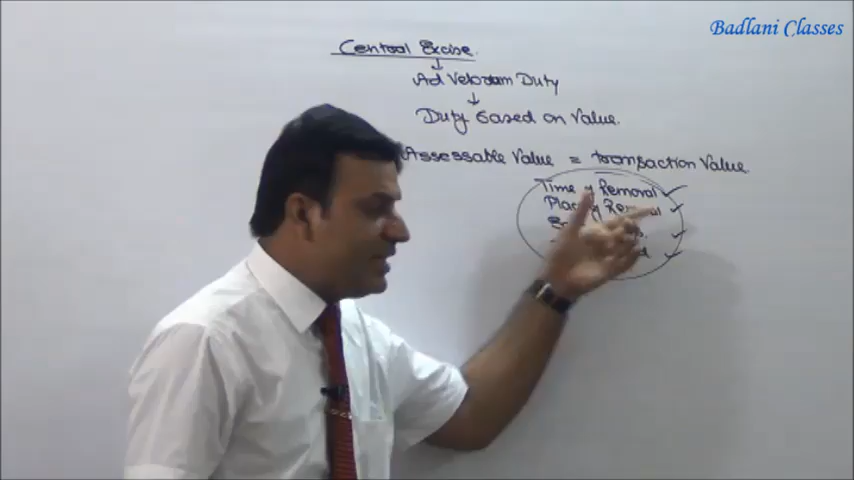 Badlani Classes
Central Excise.
Ad Veloram Duty
Duty Based on Value.
Assessable Value = transaction Value
Time of Removal
Place of Removal